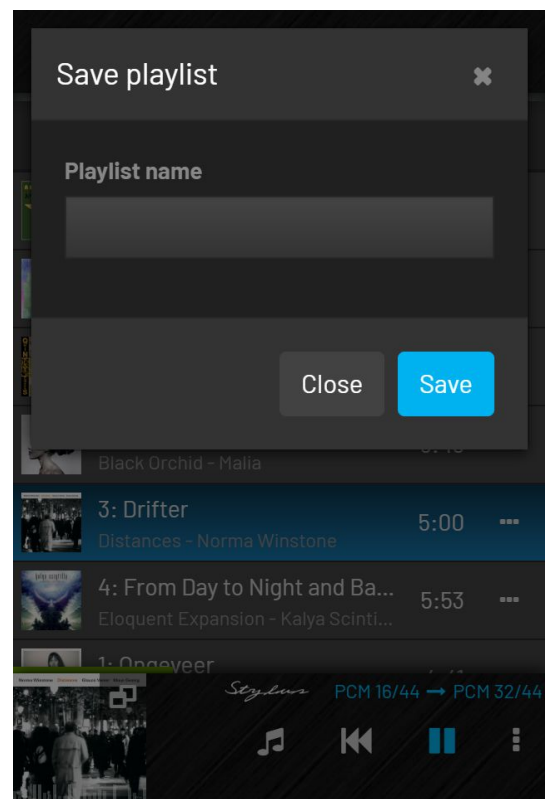 Save playlist
Playlist name
Close
Save
Black Orchid - Malia
3: Drifter
5:00
Distances - Norma Winstone
4: From Day to Night and Ba...
5:53
Eloquent Expansion - Kalya Scinti...
1: Ongeveer
Stylus
PCM 16/44 → PCM 32/44